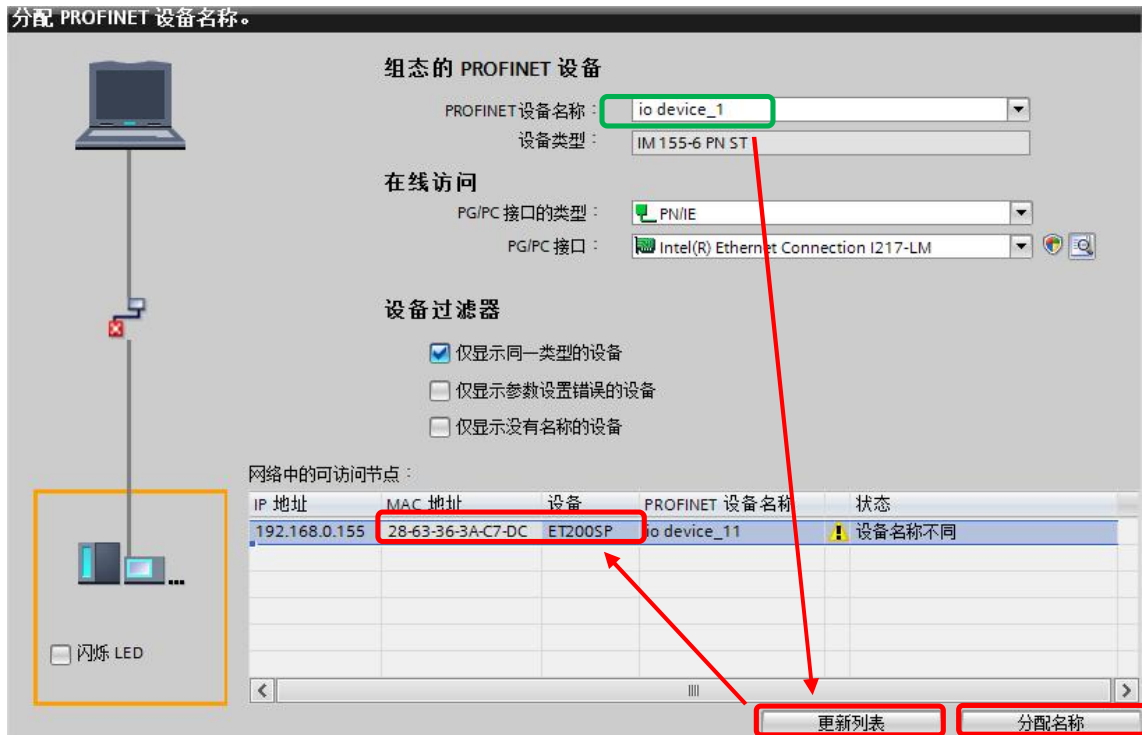 分配 PROFINET 设备名称。
组态的 PROFINET 设备
PROFINET设备名称： io device_1
设备类型： IM 155-6 PN ST
在线访问
PG/PC 接口的类型： PN/IE
PG/PC 接口： Intel(R) Ethernet Connection I217-LM
设备过滤器
仅显示同一类型的设备
仅显示参数设置错误的设备
仅显示没有名称的设备
网络中的可访问节点：
IP 地址 MAC 地址 设备 PROFINET 设备名称 状态
192.168.0.155 28-63-36-3A-C7-DC ET200SP io device_11 设备名称不同
闪烁 LED
更新列表 分配名称